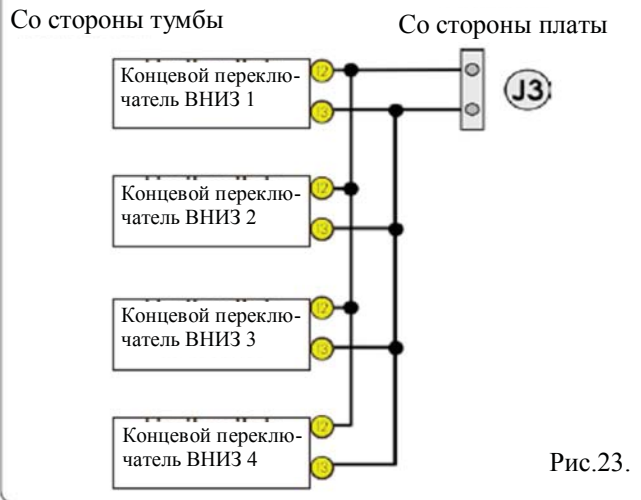 Со стороны тумбы
Со стороны платы
Концевой переклю-
чатель ВНИЗ 1
12
13
J3
Концевой переклю-
чатель ВНИЗ 2
12
13
Концевой переклю-
чатель ВНИЗ 3
12
13
Концевой переклю-
чатель ВНИЗ 4
12
13
Рис.23.